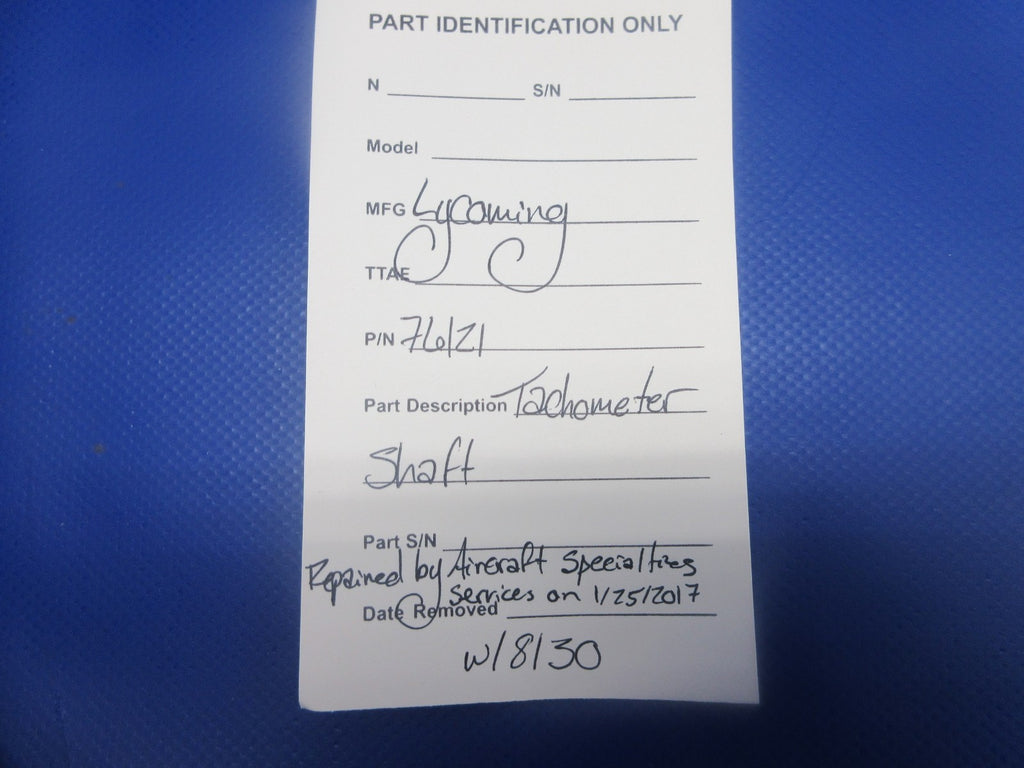 PART IDENTIFICATION ONLY
N S/N
Model
MFG Lycoming
TTAE
P/N 76121
Part Description Tachometer
Shaft
Part S/N
Repaired by Aircraft Specialties
Services on 1/25/2017
Date Removed
w/8130